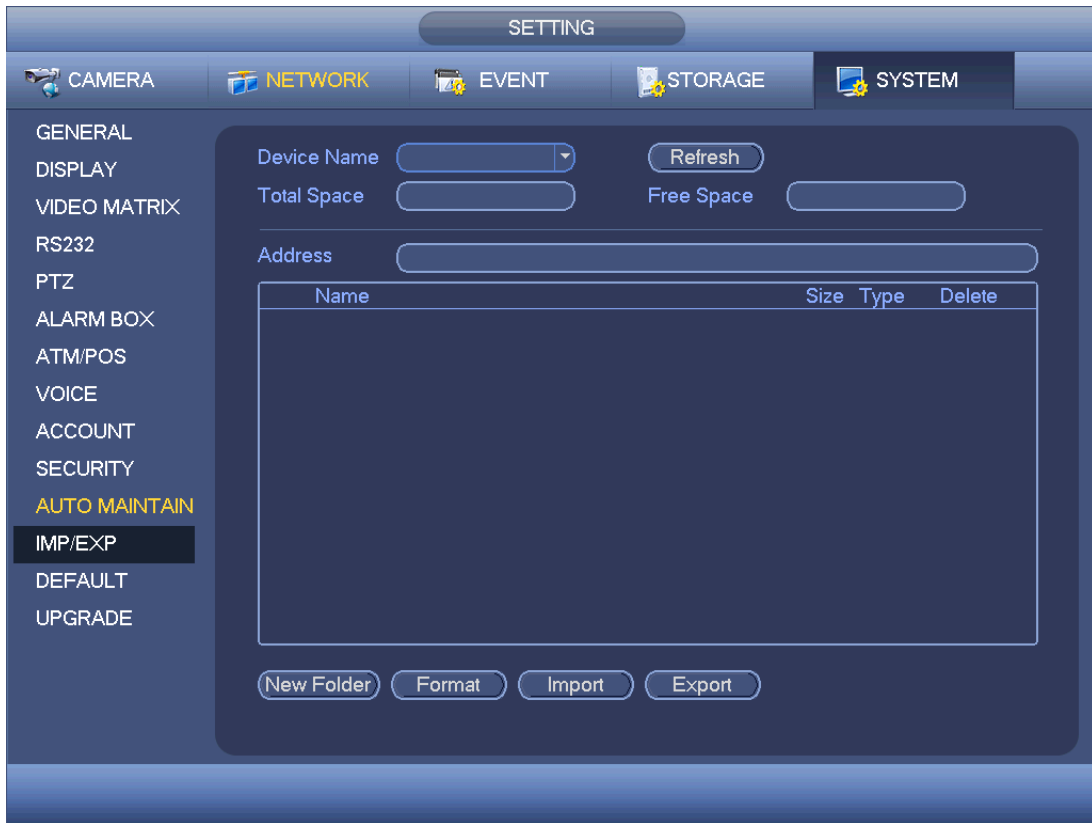 SETTING
CAMERA NETWORK EVENT STORAGE SYSTEM
GENERAL
DISPLAY
VIDEO MATRIX
RS232
PTZ
ALARM BOX
ATM/POS
VOICE
ACCOUNT
SECURITY
AUTO MAINTAIN
IMP/EXP
DEFAULT
UPGRADE
Device Name Refresh
Total Space Free Space
Address
Name Size Type Delete
New Folder Format Import Export